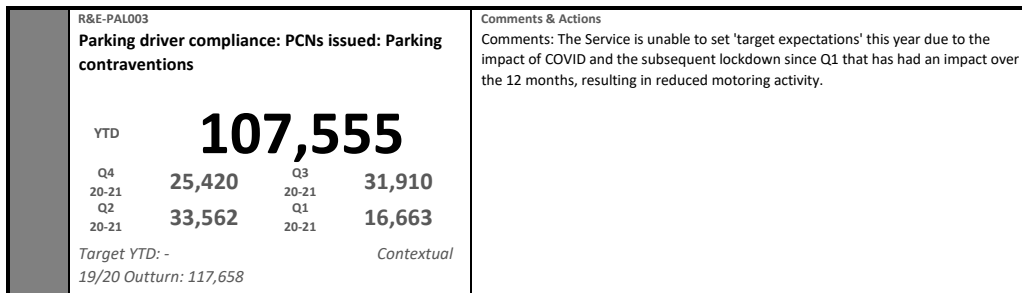 R&E-PAL003
Parking driver compliance: PCNs issued: Parking
contraventions
YTD
107,555
Q4
20-21
25,420
Q3
20-21
31,910
Q2
20-21
33,562
Q1
20-21
16,663
Target YTD: -
Contextual
19/20 Outturn: 117,658
Comments & Actions
Comments: The Service is unable to set 'target expectations' this year due to the
impact of COVID and the subsequent lockdown since Q1 that has had an impact over
the 12 months, resulting in reduced motoring activity.